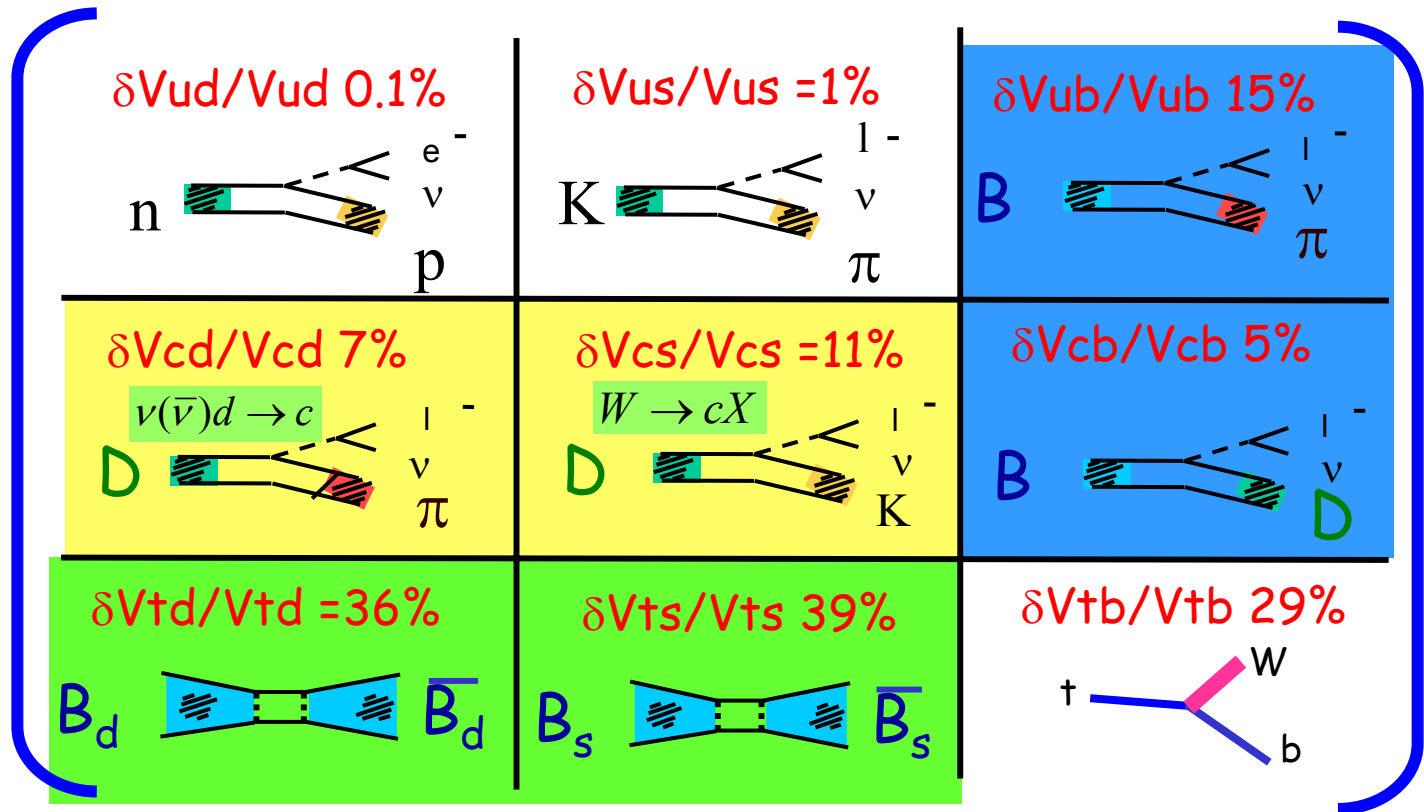 δVud/Vud 0.1%
e -
ν
n
p
δVus/Vus =1%
l -
ν
K
π
δVub/Vub 15%
l -
ν
B
π
δVcd/Vcd 7%
ν(ν̅)d → c
l -
ν
D
π
δVcs/Vcs =11%
W → cX
l -
ν
D
K
δVcb/Vcb 5%
l -
ν
B
D
δVtd/Vtd =36%
B_d
B̅_d
δVts/Vts 39%
B_s
B̅_s
δVtb/Vtb 29%
W
t
b